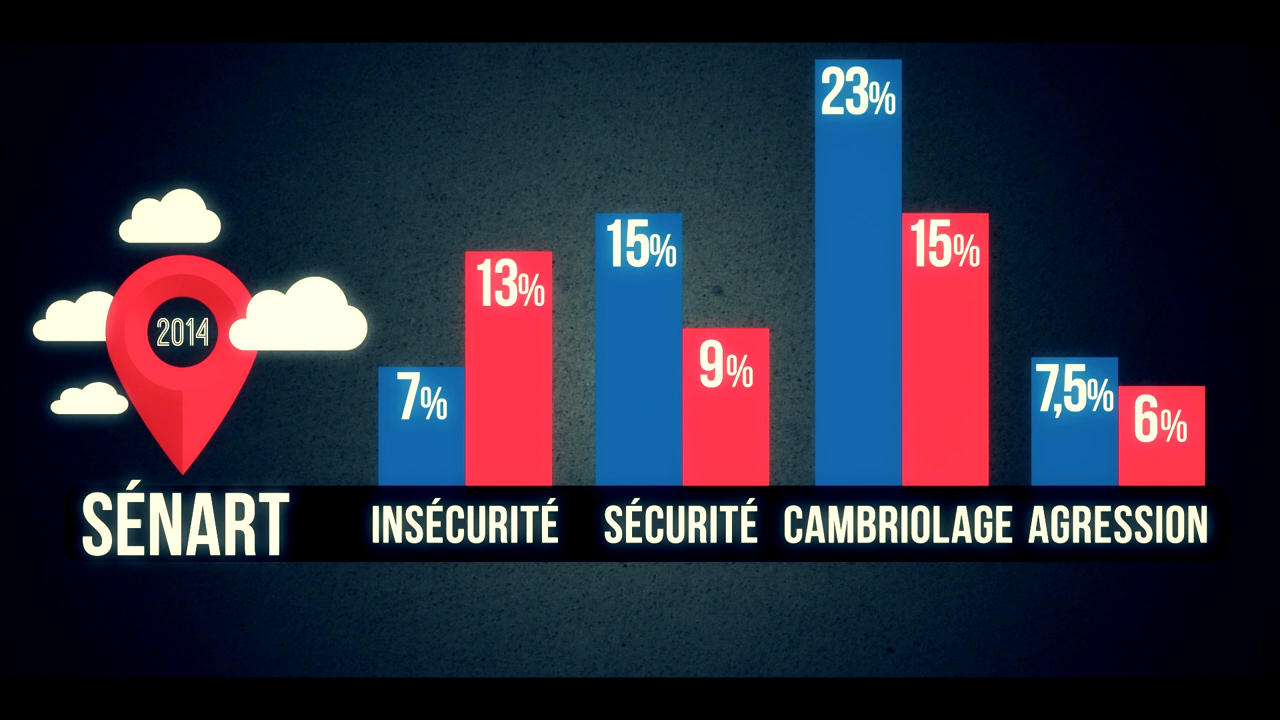 2014
SÉNART
7% 13%
15% 9%
23% 15%
7,5% 6%
INSÉCURITÉ SÉCURITÉ CAMBRIOLAGE AGRESSION